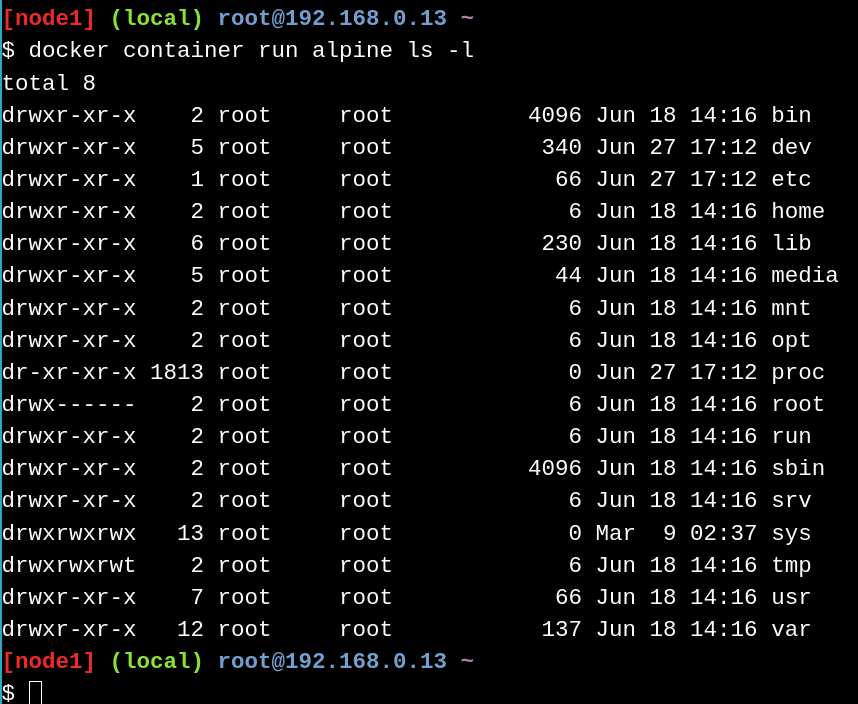 [node1] (local) root@192.168.0.13 ~
$ docker container run alpine ls -l
total 8
drwxr-xr-x    2 root     root          4096 Jun 18 14:16 bin
drwxr-xr-x    5 root     root           340 Jun 27 17:12 dev
drwxr-xr-x    1 root     root            66 Jun 27 17:12 etc
drwxr-xr-x    2 root     root             6 Jun 18 14:16 home
drwxr-xr-x    6 root     root           230 Jun 18 14:16 lib
drwxr-xr-x    5 root     root            44 Jun 18 14:16 media
drwxr-xr-x    2 root     root             6 Jun 18 14:16 mnt
drwxr-xr-x    2 root     root             6 Jun 18 14:16 opt
dr-xr-xr-x 1813 root     root             0 Jun 27 17:12 proc
drwx------    2 root     root             6 Jun 18 14:16 root
drwxr-xr-x    2 root     root             6 Jun 18 14:16 run
drwxr-xr-x    2 root     root          4096 Jun 18 14:16 sbin
drwxr-xr-x    2 root     root             6 Jun 18 14:16 srv
drwxrwxrwx   13 root     root             0 Mar  9 02:37 sys
drwxrwxrwt    2 root     root             6 Jun 18 14:16 tmp
drwxr-xr-x    7 root     root            66 Jun 18 14:16 usr
drwxr-xr-x   12 root     root           137 Jun 18 14:16 var
[node1] (local) root@192.168.0.13 ~
$